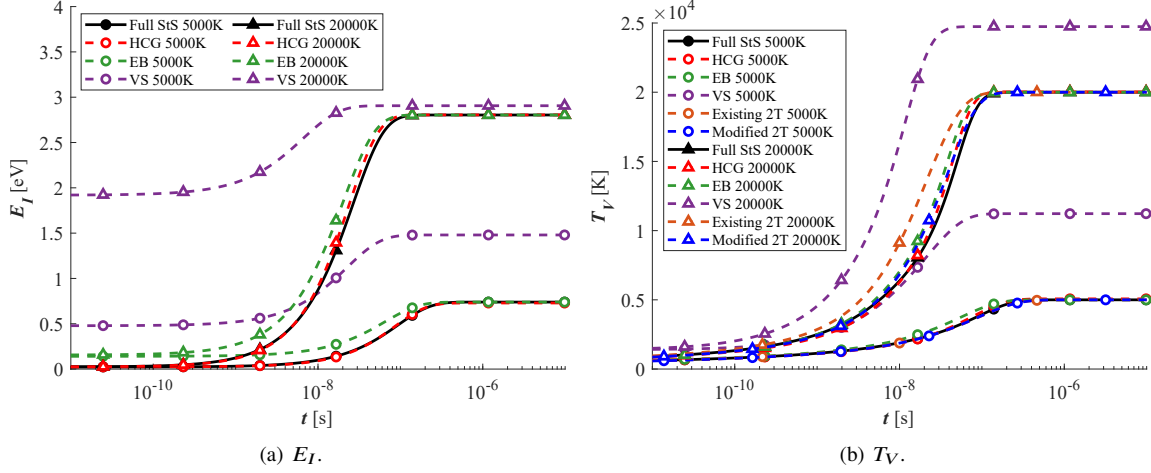 (a)
4
3.5
3
2.5
2
1.5
1
0.5
0
E_I [eV]
Full StS 5000K
HCG 5000K
EB 5000K
VS 5000K
Full StS 20000K
HCG 20000K
EB 20000K
VS 20000K
10^-10
10^-8
10^-6
t [s]
(a) E_I.
(b)
×10^4
2.5
2
1.5
1
0.5
0
T_V [K]
Full StS 5000K
HCG 5000K
EB 5000K
VS 5000K
Existing 2T 5000K
Modified 2T 5000K
Full StS 20000K
HCG 20000K
EB 20000K
VS 20000K
Existing 2T 20000K
Modified 2T 20000K
10^-10
10^-8
10^-6
t [s]
(b) T_V.